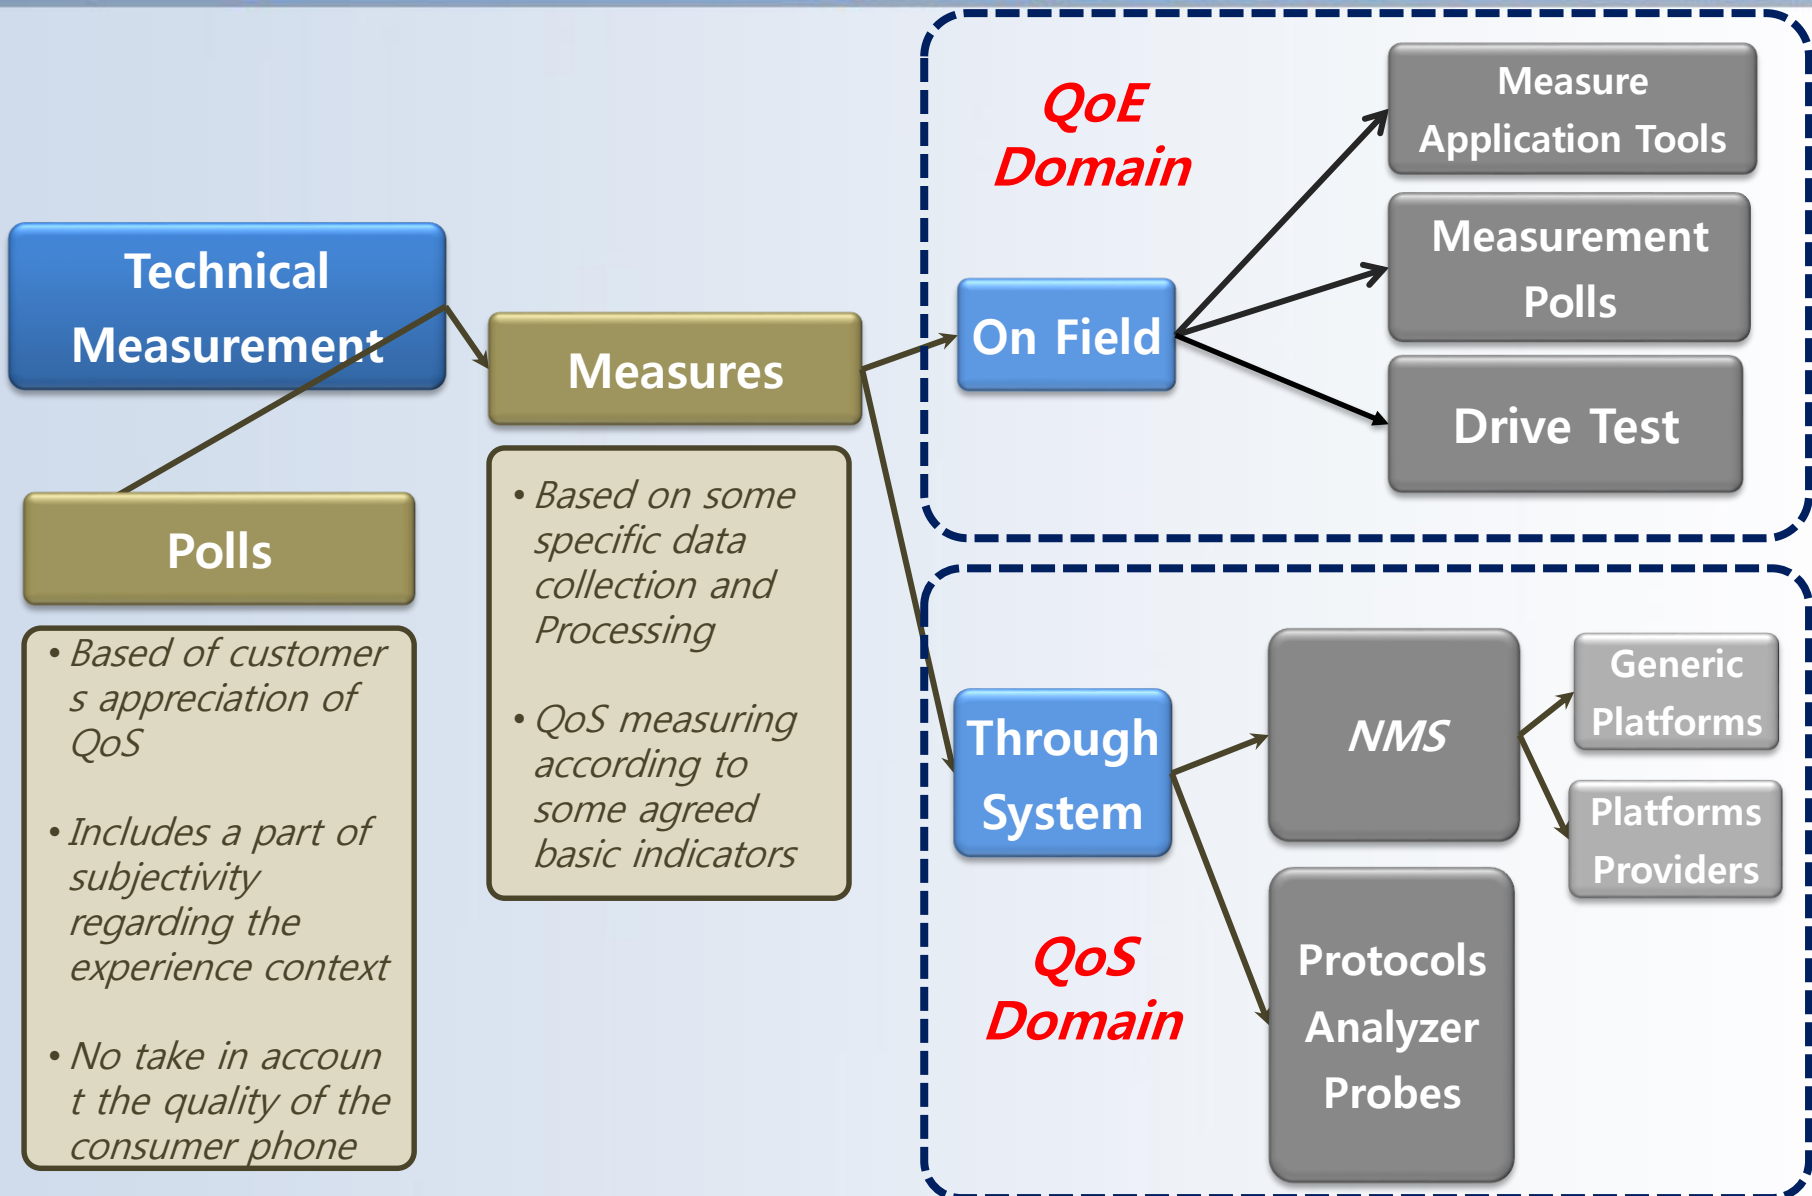 Technical
Measurement
Polls
• Based of customer
s appreciation of
QoS
• Includes a part of
subjectivity
regarding the
experience context
• No take in accoun
t the quality of the
consumer phone
Measures
• Based on some
specific data
collection and
Processing
• QoS measuring
according to
some agreed
basic indicators
QoE
Domain
On Field
Measure
Application Tools
Measurement
Polls
Drive Test
Through
System
QoS
Domain
NMS
Generic
Platforms
Platforms
Providers
Protocols
Analyzer
Probes